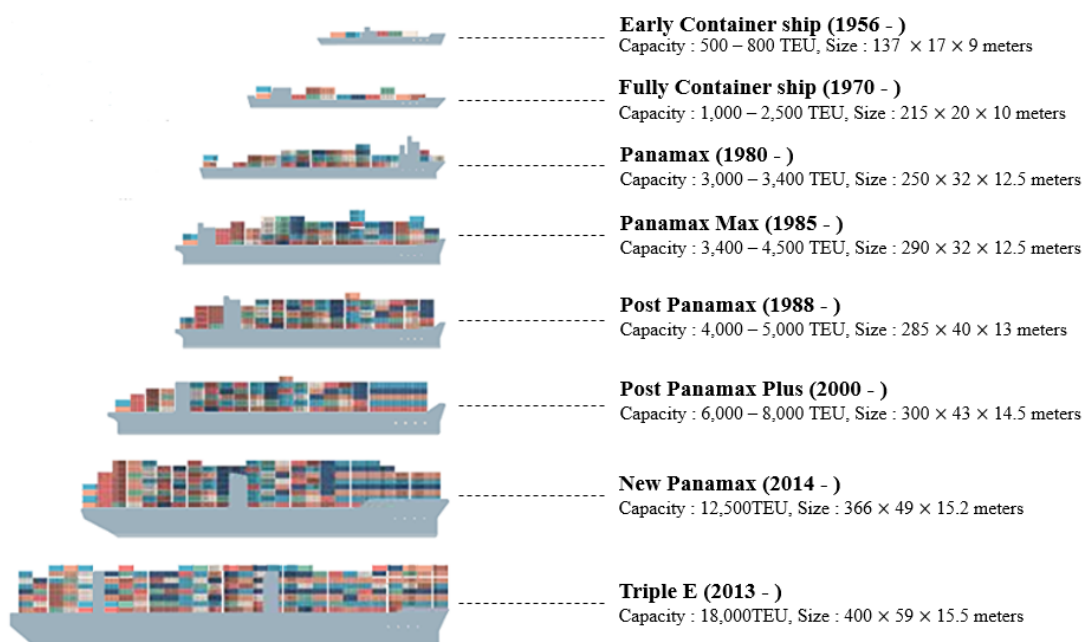 Early Container ship (1956 - )
Capacity : 500 – 800 TEU, Size : 137 × 17 × 9 meters
Fully Container ship (1970 - )
Capacity : 1,000 – 2,500 TEU, Size : 215 × 20 × 10 meters
Panamax (1980 - )
Capacity : 3,000 – 3,400 TEU, Size : 250 × 32 × 12.5 meters
Panamax Max (1985 - )
Capacity : 3,400 – 4,500 TEU, Size : 290 × 32 × 12.5 meters
Post Panamax (1988 - )
Capacity : 4,000 – 5,000 TEU, Size : 285 × 40 × 13 meters
Post Panamax Plus (2000 - )
Capacity : 6,000 – 8,000 TEU, Size : 300 × 43 × 14.5 meters
New Panamax (2014 - )
Capacity : 12,500TEU, Size : 366 × 49 × 15.2 meters
Triple E (2013 - )
Capacity : 18,000TEU, Size : 400 × 59 × 15.5 meters